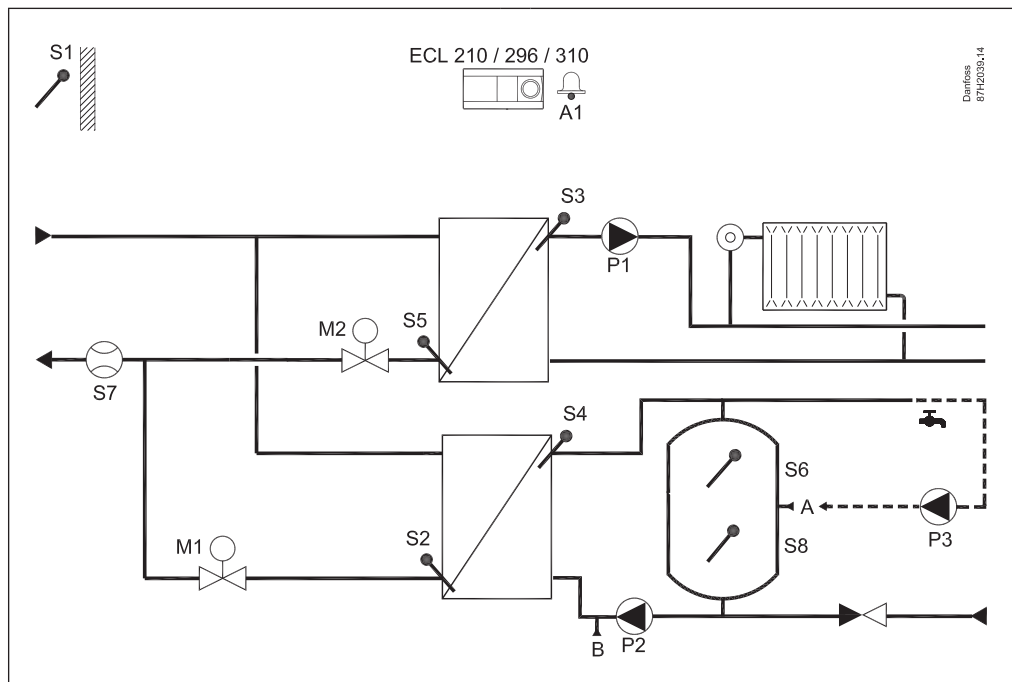 S1
ECL 210 / 296 / 310
A1
Danfoss
87H2039.14
S3
P1
M2
S5
S7
S4
S6
A
M1
S2
S8
P3
B
P2